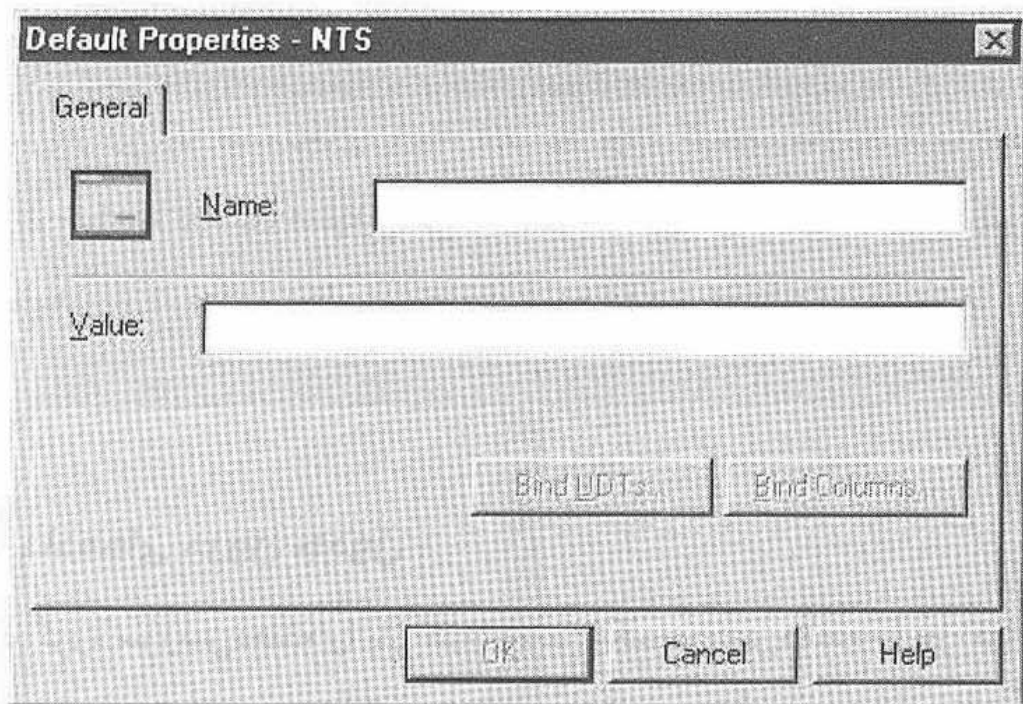 Default Properties - NTS
General
Name:
Value:
Bind UDTs... Bind Columns...
OK Cancel Help